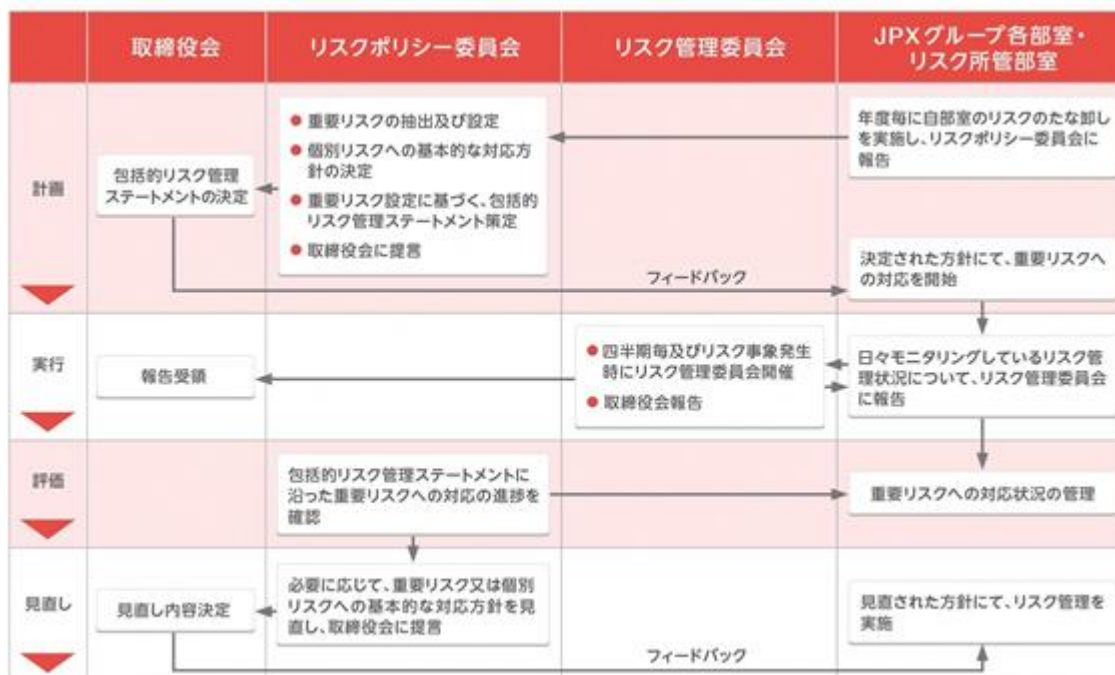 取締役会
リスクポリシー委員会
リスク管理委員会
JPXグループ各部室・
リスク所管部室
計画
包括的リスク管理
ステートメントの決定
● 重要リスクの抽出及び設定
● 個別リスクへの基本的な対応方
針の決定
● 重要リスク設定に基づく、包括的
リスク管理ステートメント策定
● 取締役会に提言
年度毎に自部室のリスクのたな卸し
を実施し、リスクポリシー委員会に
報告
フィードバック
決定された方針にて、重要リスクへ
の対応を開始
実行
報告受領
● 四半期毎及びリスク事象発生
時にリスク管理委員会開催
● 取締役会報告
日々モニタリングしているリスク管
理状況について、リスク管理委員会
に報告
評価
包括的リスク管理ステートメントに
沿った重要リスクへの対応の進捗を
確認
重要リスクへの対応状況の管理
見直し
見直し内容決定
必要に応じて、重要リスク又は個別
リスクへの基本的な対応方針を見
直し、取締役会に提言
見直された方針にて、リスク管理を
実施
フィードバック